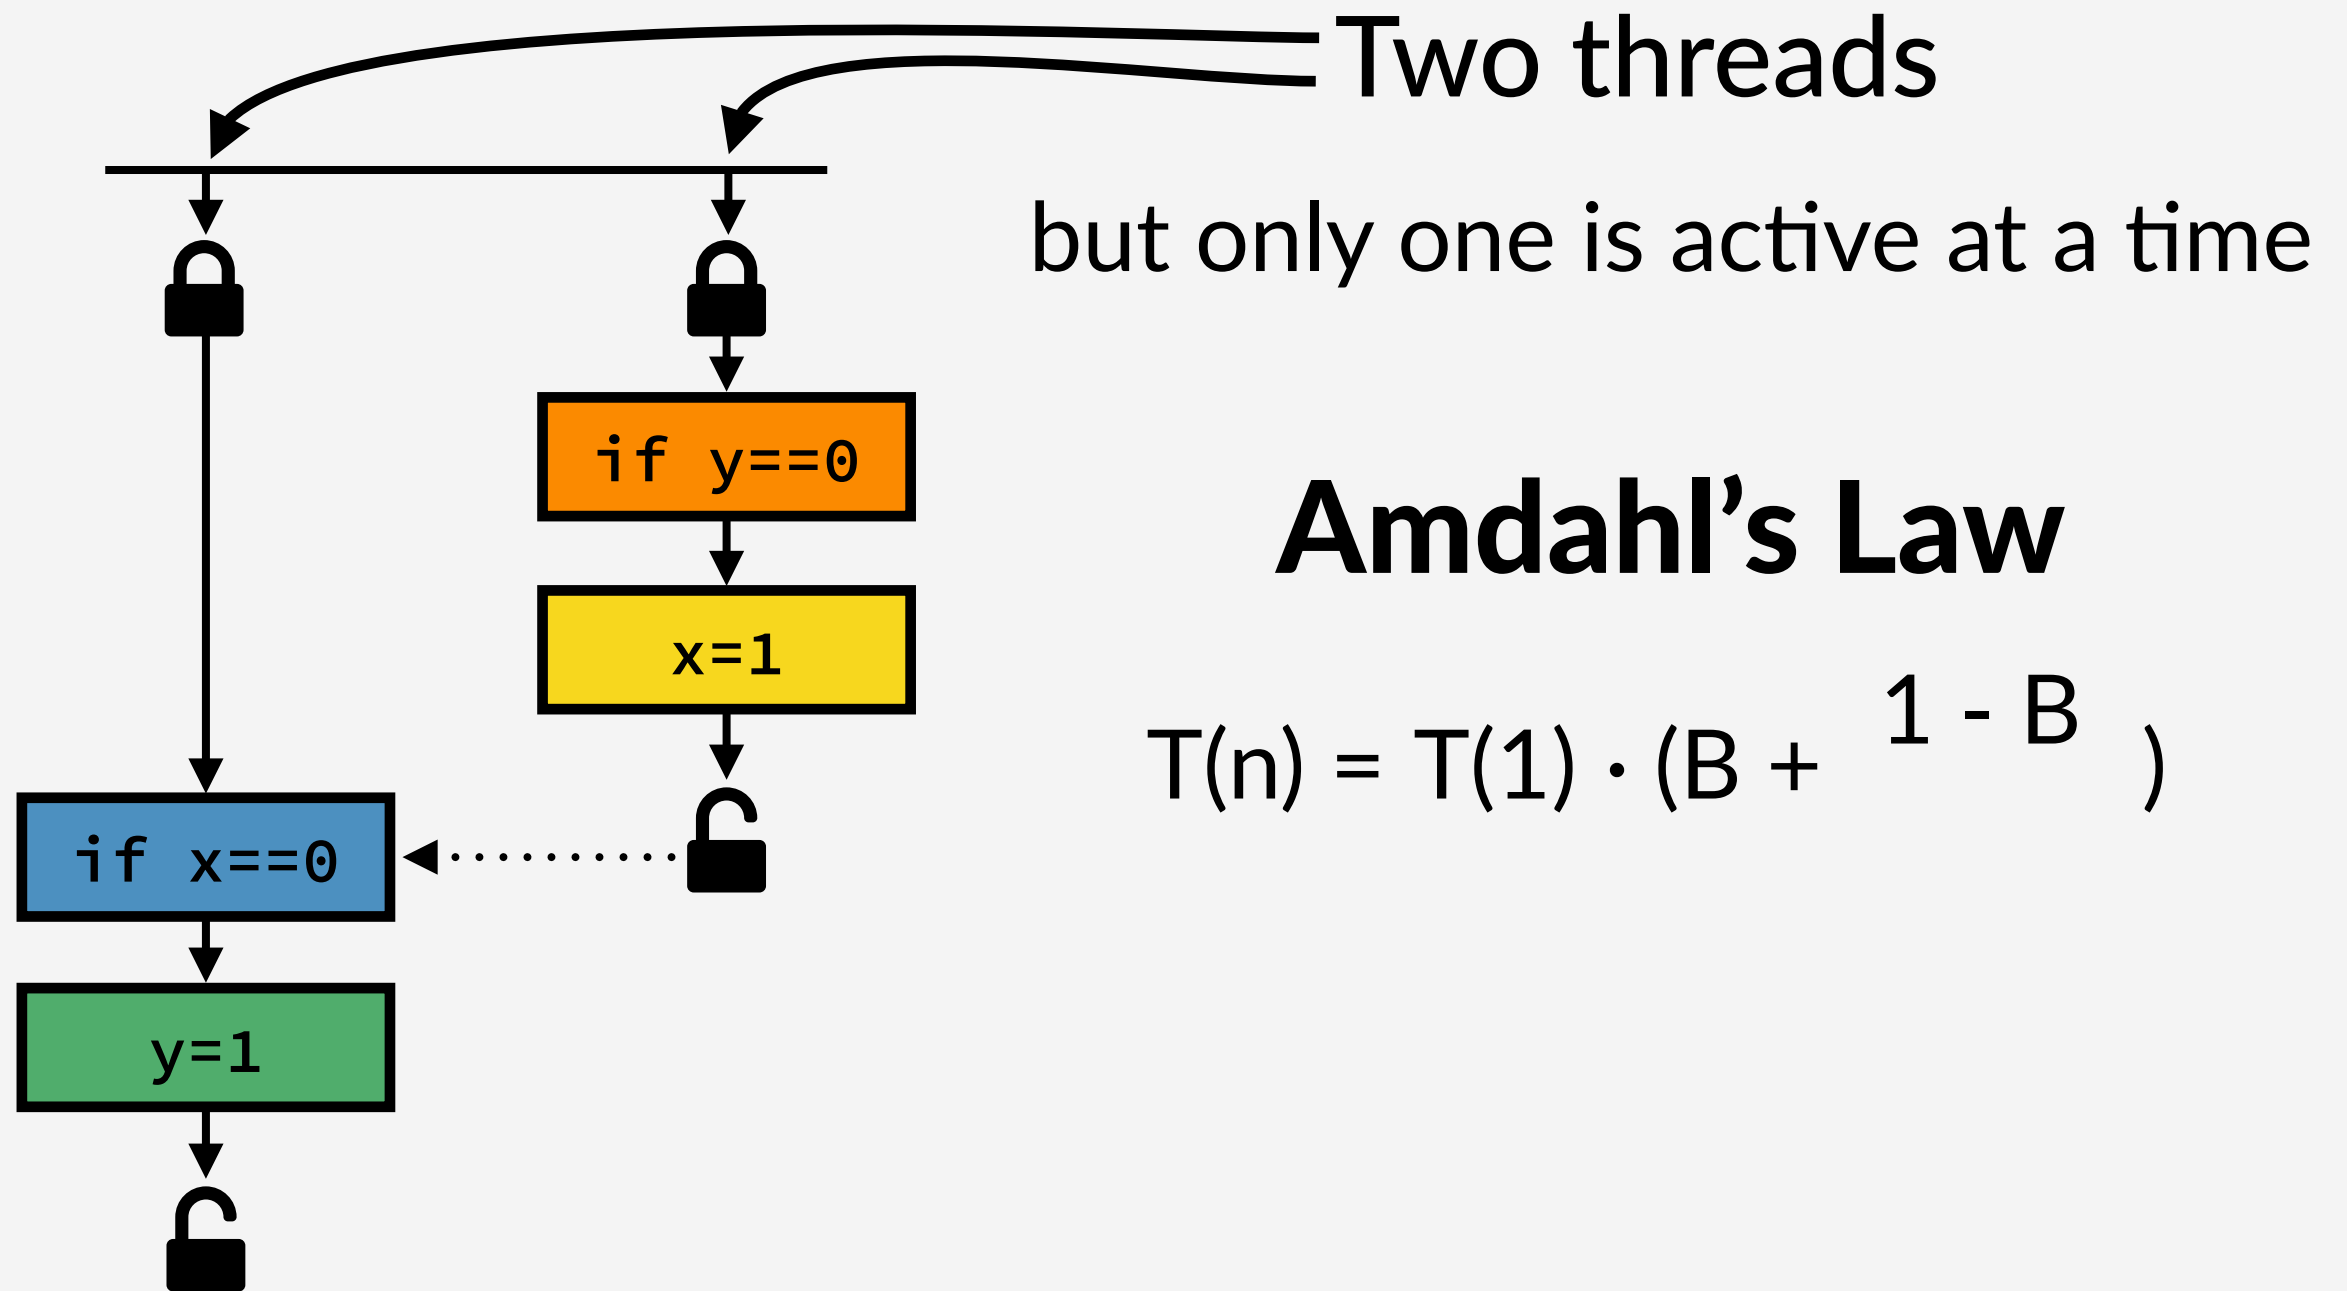 Two threads
but only one is active at a time
if y==0
x=1
if x==0
y=1
Amdahl’s Law
T(n) = T(1) · (B + 1 - B )